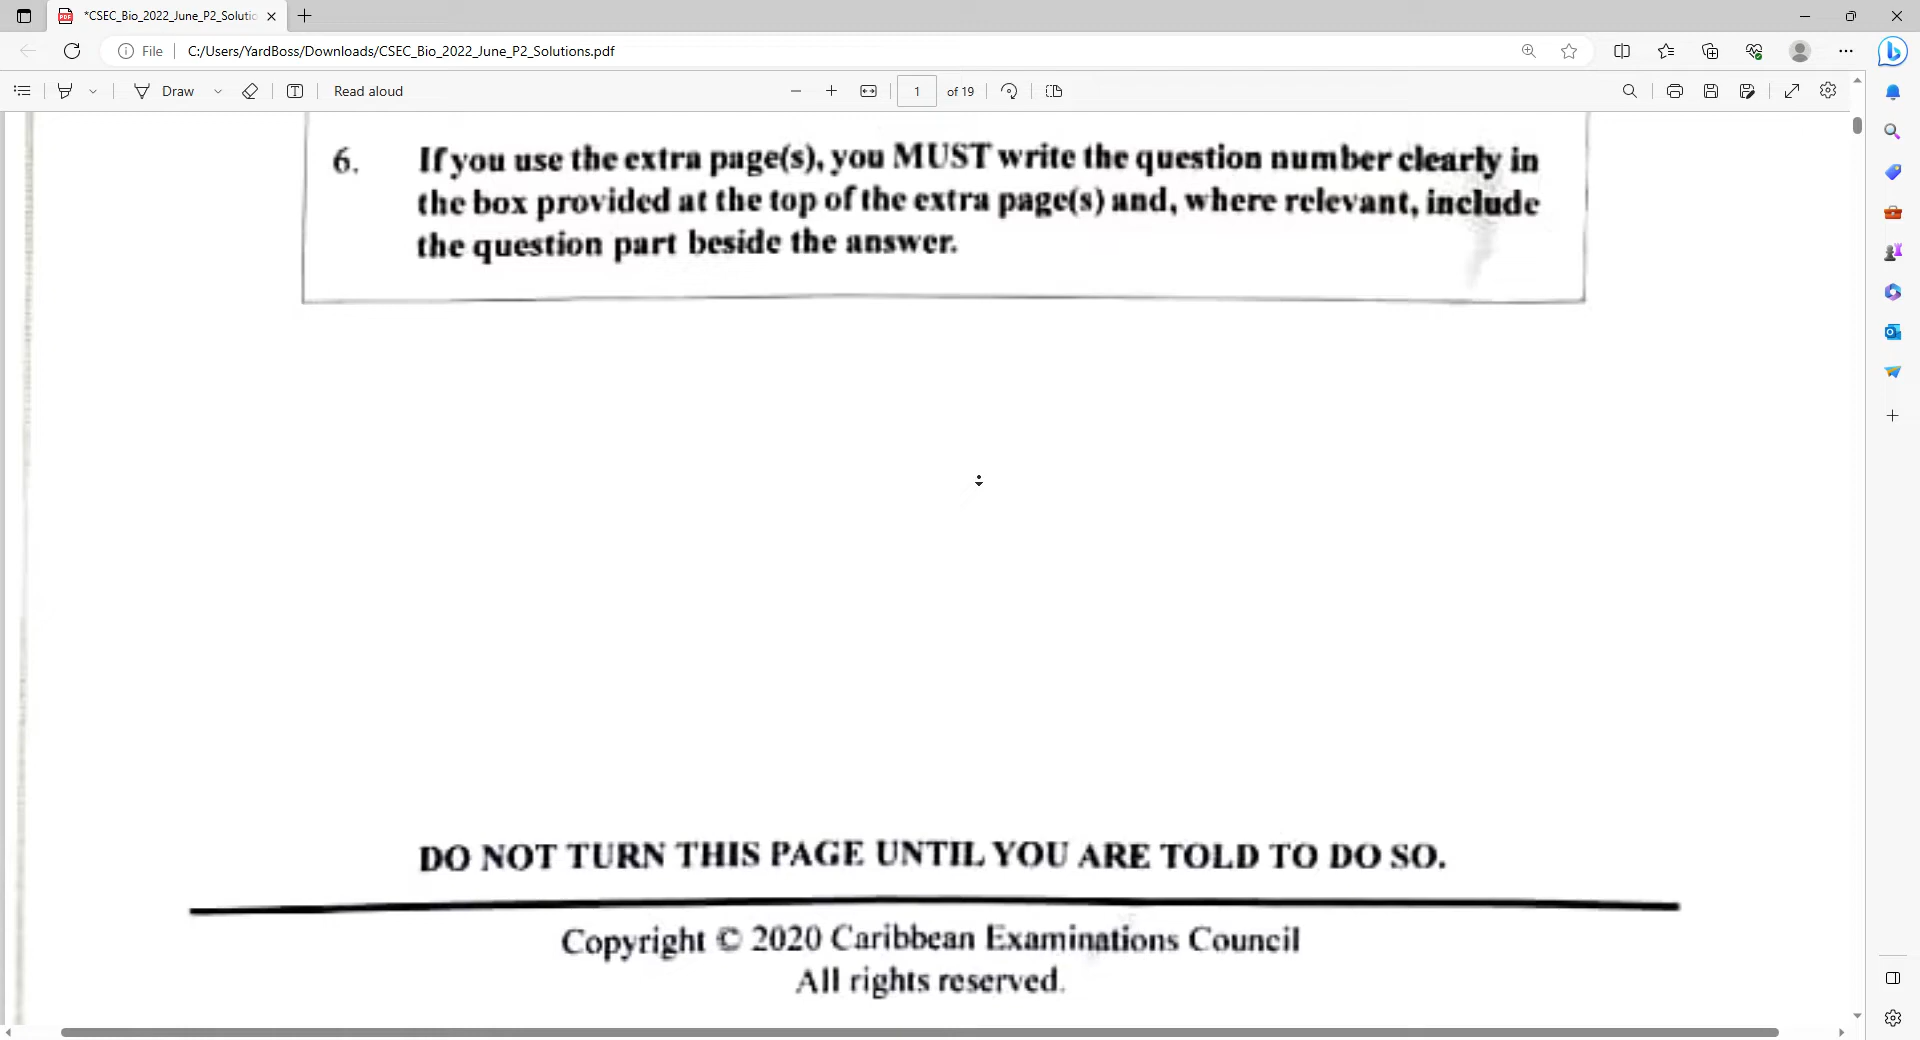 *CSEC_Bio_2022_June_P2_Solutio
File
C:/Users/YardBoss/Downloads/CSEC_Bio_2022_June_P2_Solutions.pdf
Draw
Read aloud
1
of 19
6. If you use the extra page(s), you MUST write the question number clearly in
the box provided at the top of the extra page(s) and, where relevant, include
the question part beside the answer.
DO NOT TURN THIS PAGE UNTIL YOU ARE TOLD TO DO SO.
Copyright © 2020 Caribbean Examinations Council
All rights reserved.